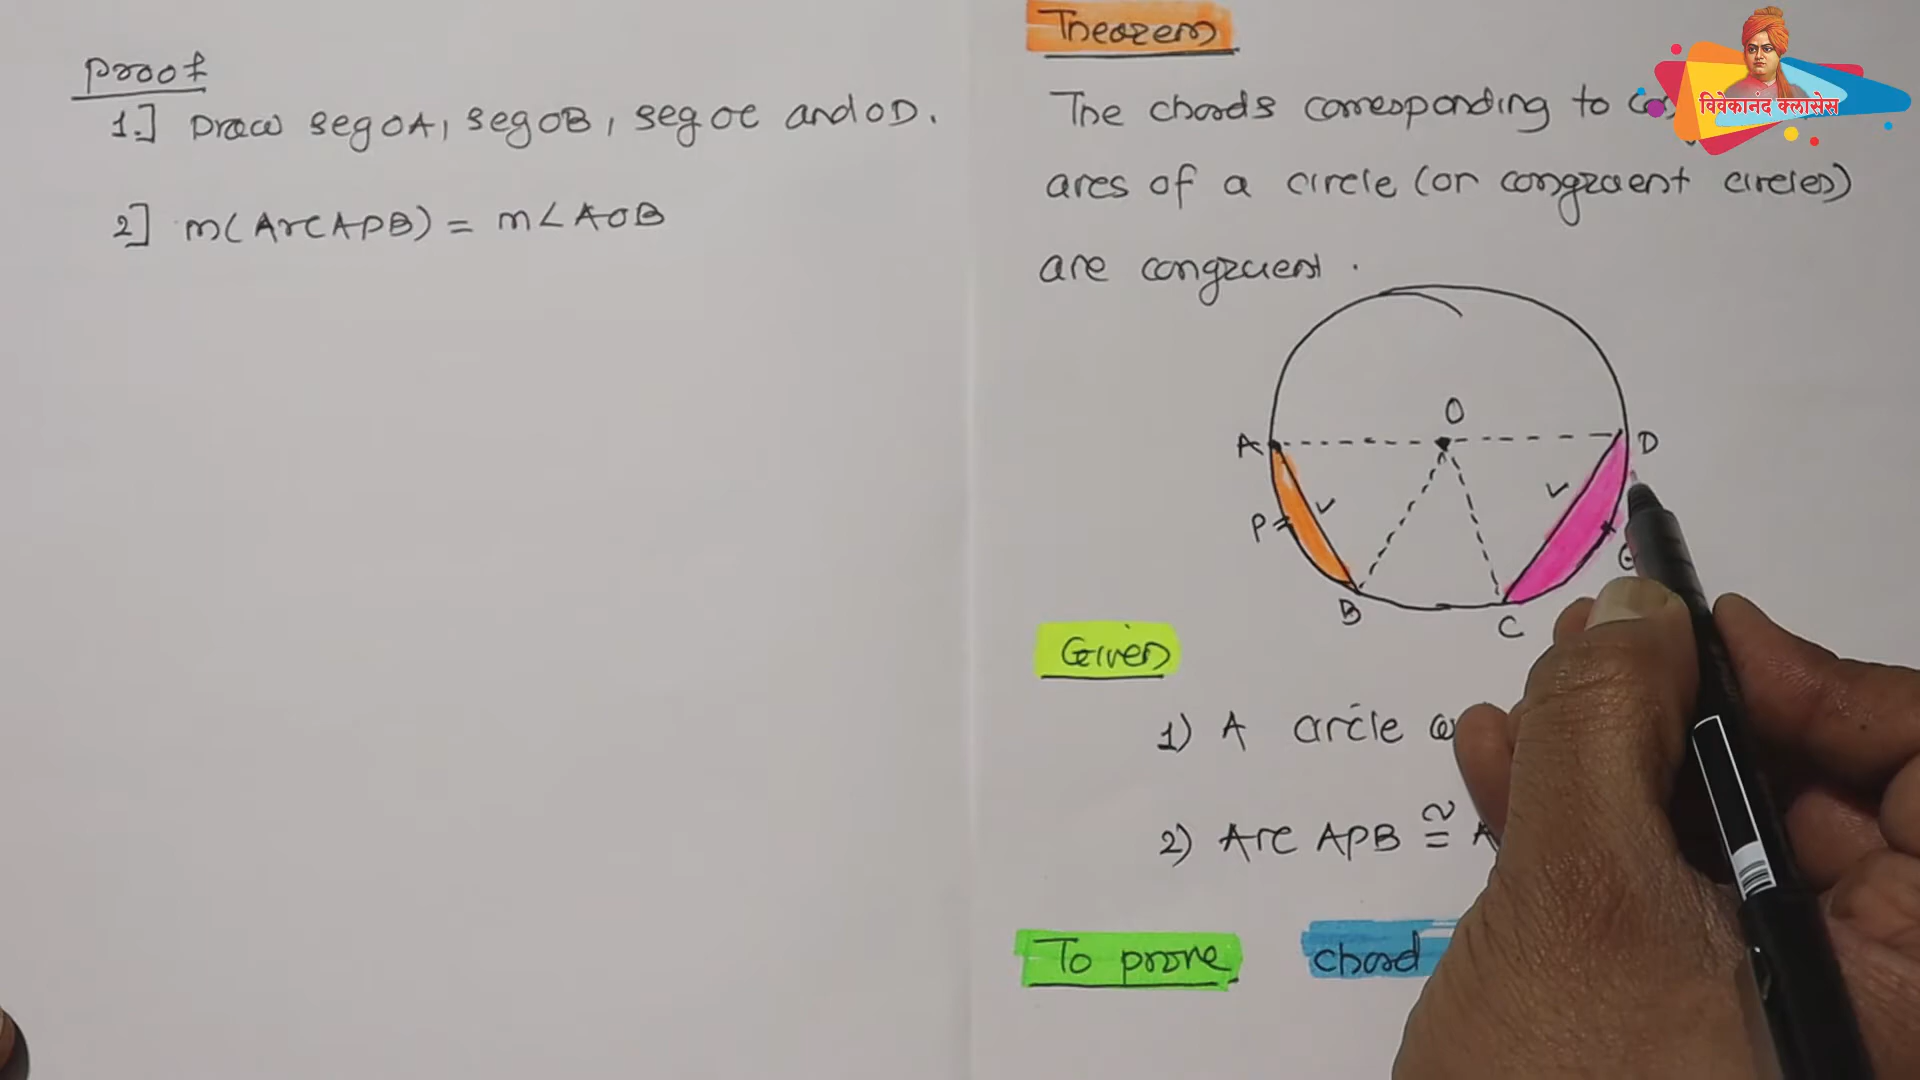 Proof
1.] Draw seg OA, seg OB, seg OC and OD.
2] m(Arc APB) = m∠AOB
Theorem
The chords corresponding to
arcs of a circle (or congruent circles)
are congruent.
O
A
D
P
B
C
Given
1) A circle
2) Arc APB ≅ A
To prove
chord
विवेकानंद क्लासेस